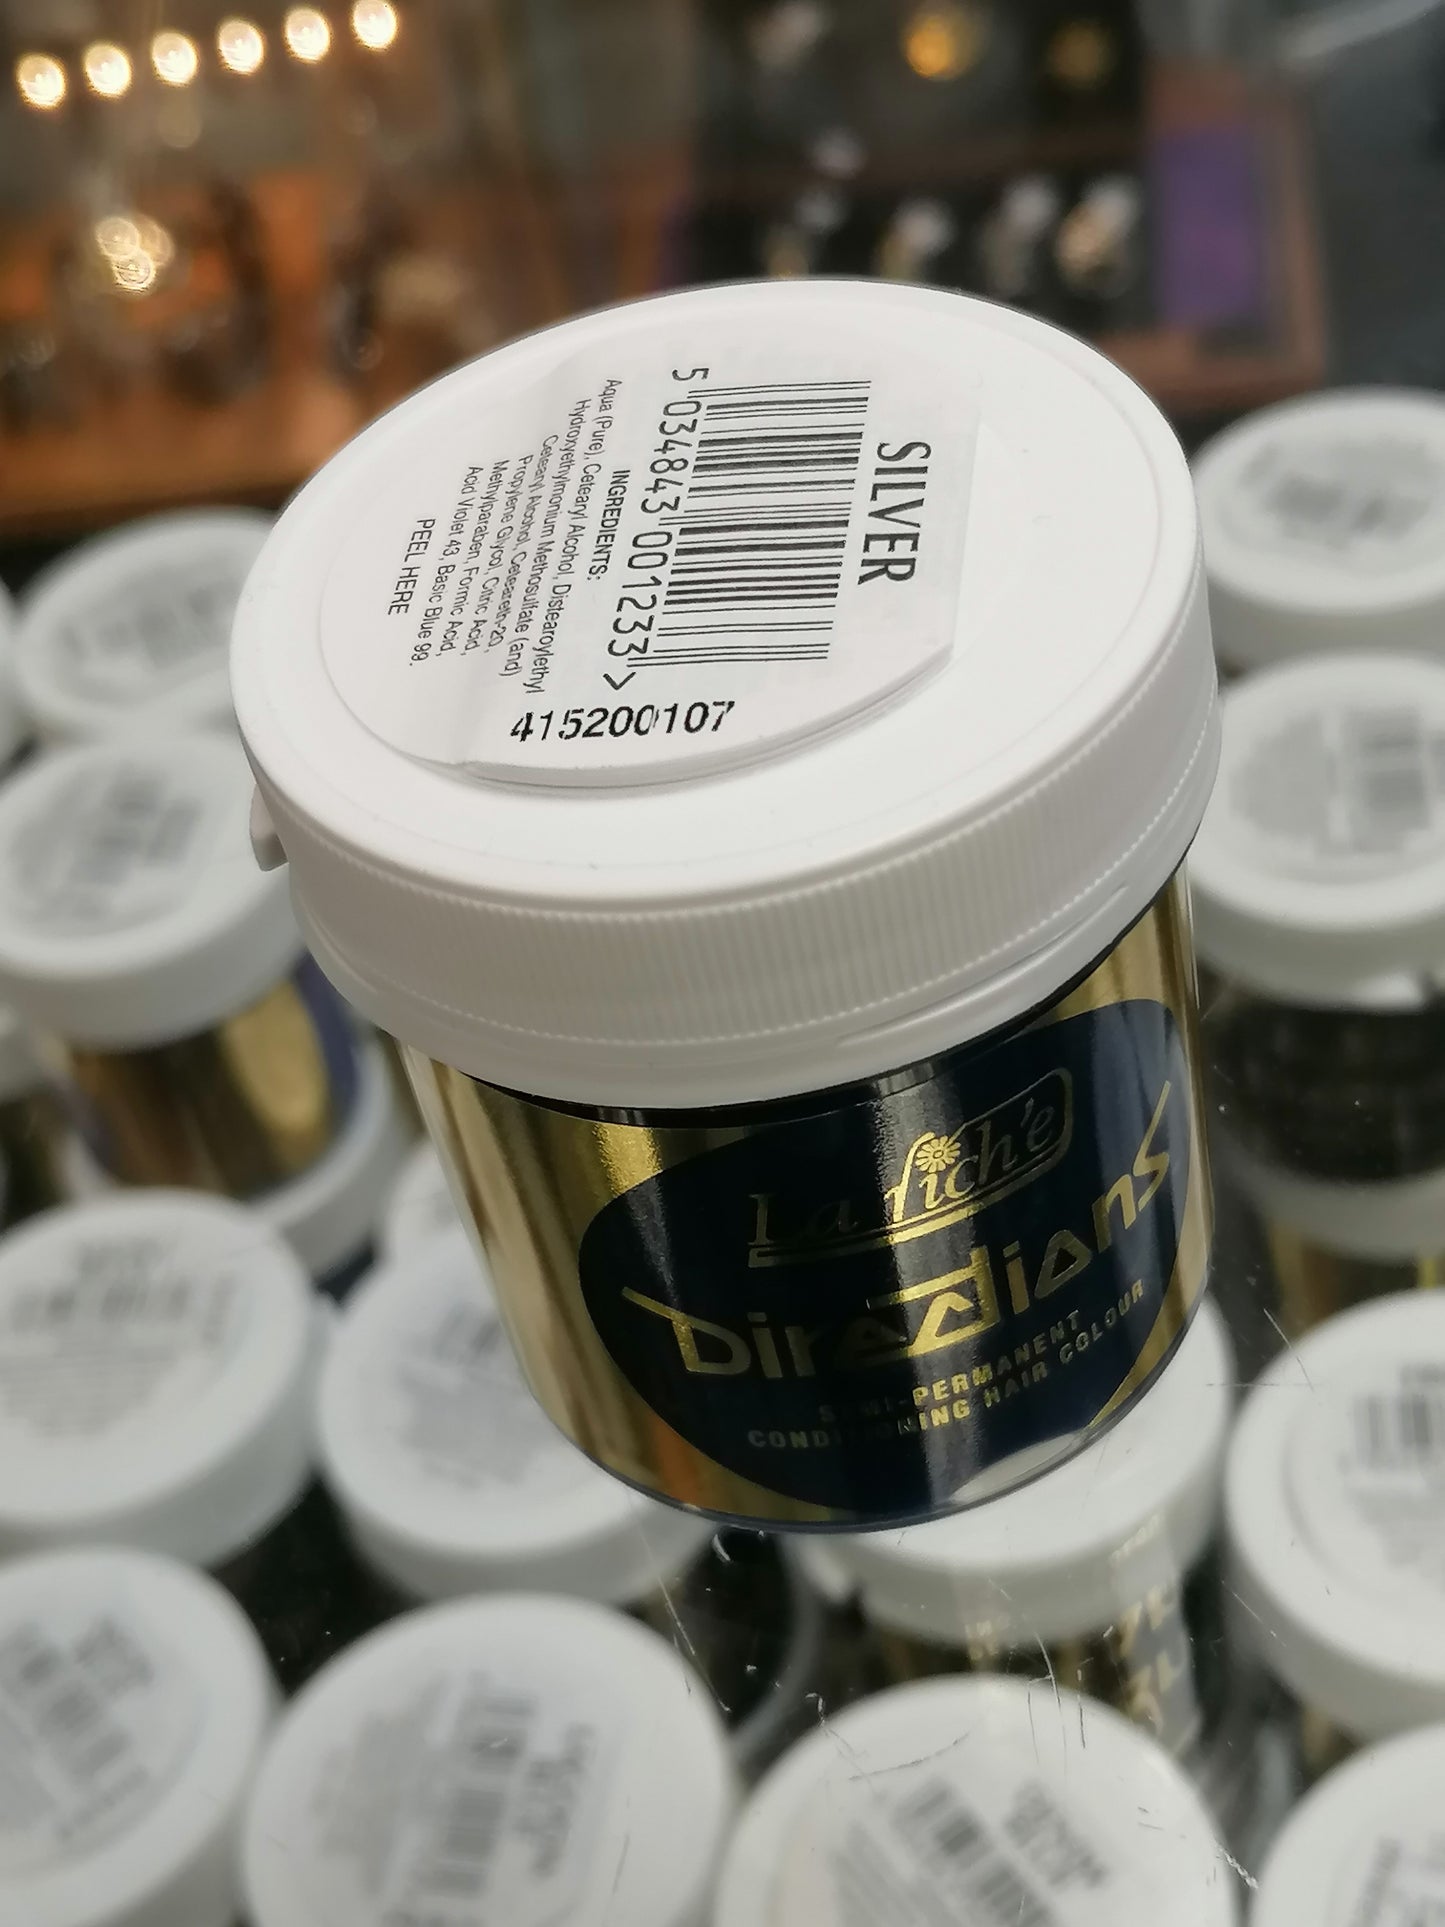 SILVER
5 034843 001233 >
INGREDIENTS:
Aqua (Pure), Cetearyl Alcohol, Distearoylethyl
Hydroxyethylmonium Methosulfate (and)
Cetearyl Alcohol, Ceteareth-20,
Propylene Glycol, Citric Acid,
Methylparaben, Formic Acid,
Acid Violet 43, Basic Blue 99.
PEEL HERE
415200107
La rich'e
Directions
SEMI-PERMANENT
CONDITIONING HAIR COLOUR